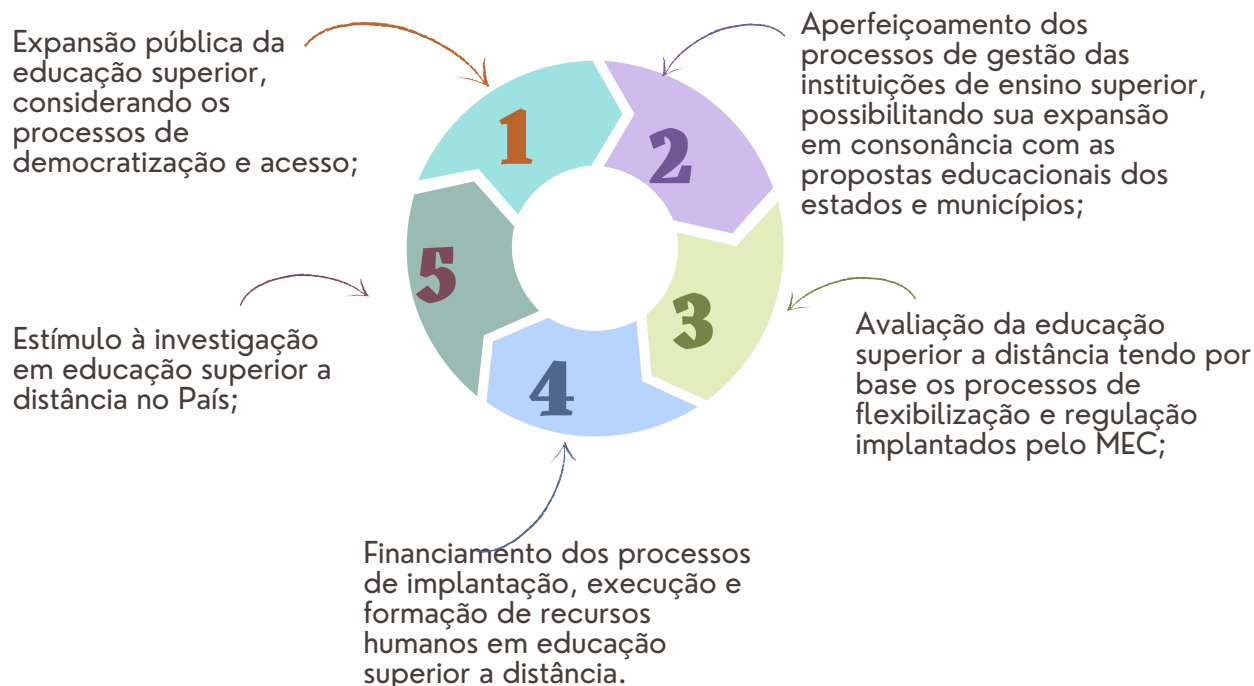 1
Expansão pública da
educação superior,
considerando os
processos de
democratização e acesso;
2
Aperfeiçoamento dos
processos de gestão das
instituições de ensino superior,
possibilitando sua expansão
em consonância com as
propostas educacionais dos
estados e municípios;
3
Avaliação da educação
superior a distância tendo por
base os processos de
flexibilização e regulação
implantados pelo MEC;
4
Financiamento dos processos
de implantação, execução e
formação de recursos
humanos em educação
superior a distância.
5
Estímulo à investigação
em educação superior a
distância no País;